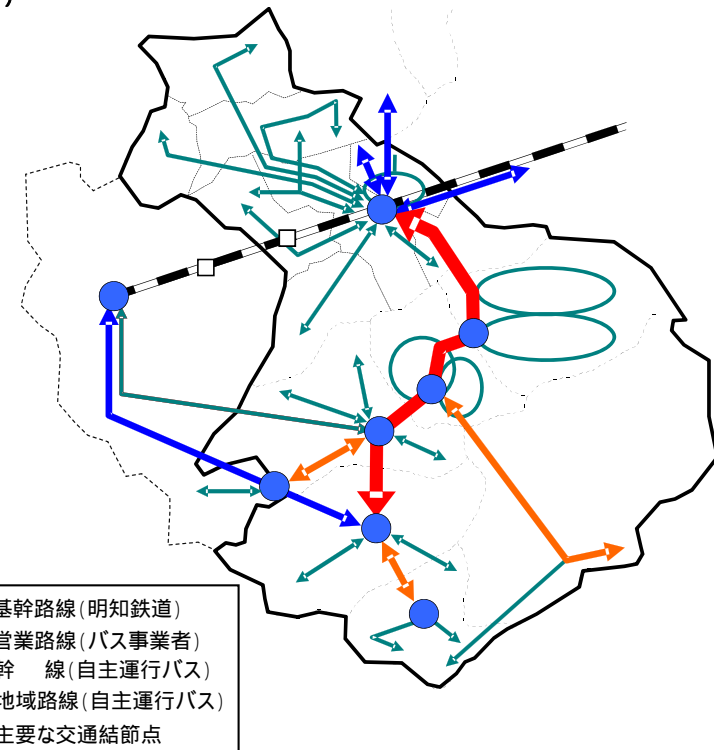 基幹路線(明知鉄道)
営業路線(バス事業者)
幹　線(自主運行バス)
地域路線(自主運行バス)
主要な交通結節点